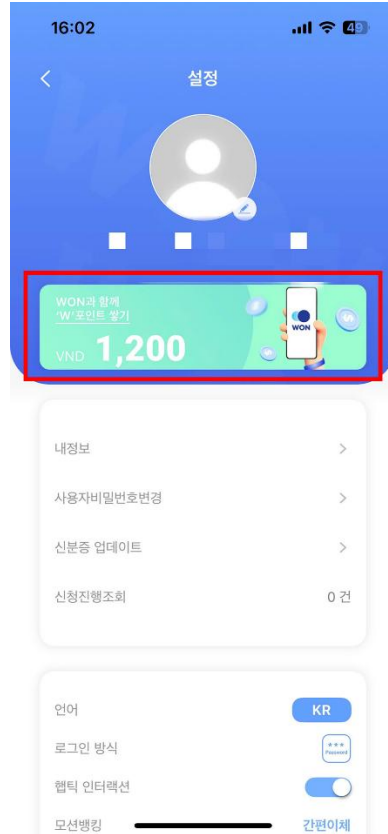 16:02
49
설정
WON과 함께
'W'포인트 쌓기
VND 1,200
WON
내정보
사용자비밀번호변경
신분증 업데이트
신청진행조회
0 건
언어
KR
로그인 방식
***
Password
햅틱 인터랙션
모션뱅킹
간편이체